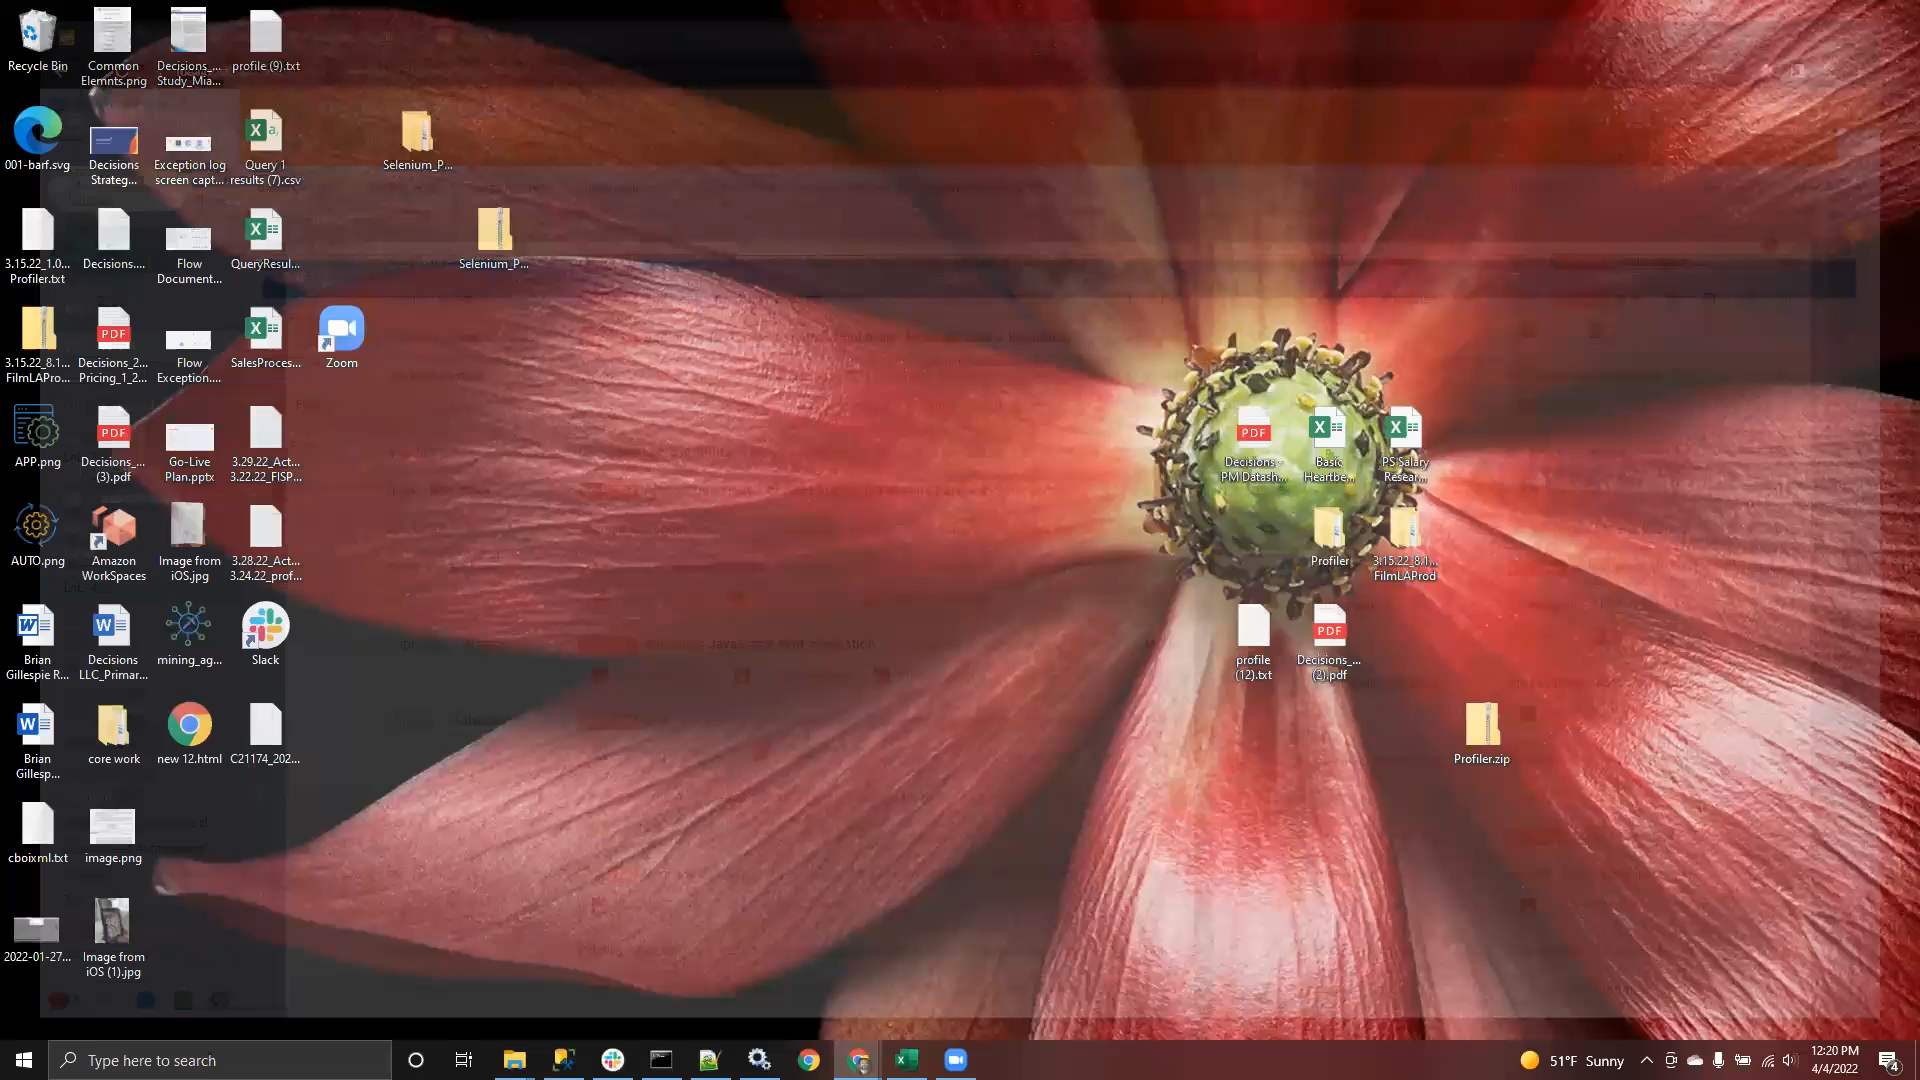 Recycle Bin
Common
Elemnts.png
Decisions_...
Study_Mia...
profile (9).txt
001-barf.svg
Decisions
Strateg...
Exception log
screen capt...
Query 1
results (7).csv
Selenium_P...
3.15.22_1.0...
Profiler.txt
Decisions....
Flow
Document...
QueryResul...
Selenium_P...
3.15.22_8.1...
FilmLAPro...
Decisions_2...
Pricing_1_2...
Flow
Exception....
SalesProces...
Zoom
APP.png
Decisions_...
(3).pdf
Go-Live
Plan.pptx
3.29.22_Act...
3.22.22_FISP...
Decisions -
PM Datash...
Basic
Heartbe...
PS Salary
Resear...
AUTO.png
Amazon
WorkSpaces
Image from
iOS.jpg
3.28.22_Act...
3.24.22_prof...
Profiler
3.15.22_8.1...
FilmLAProd
Brian
Gillespie R...
Decisions
LLC_Primar...
mining_ag...
Slack
profile
(12).txt
Decisions_...
(2).pdf
Brian
Gillesp...
core work
new 12.html
C21174_202...
Profiler.zip
cboixml.txt
image.png
2022-01-27...
Image from
iOS (1).jpg
Type here to search
51°F Sunny
12:20 PM
4/4/2022
4